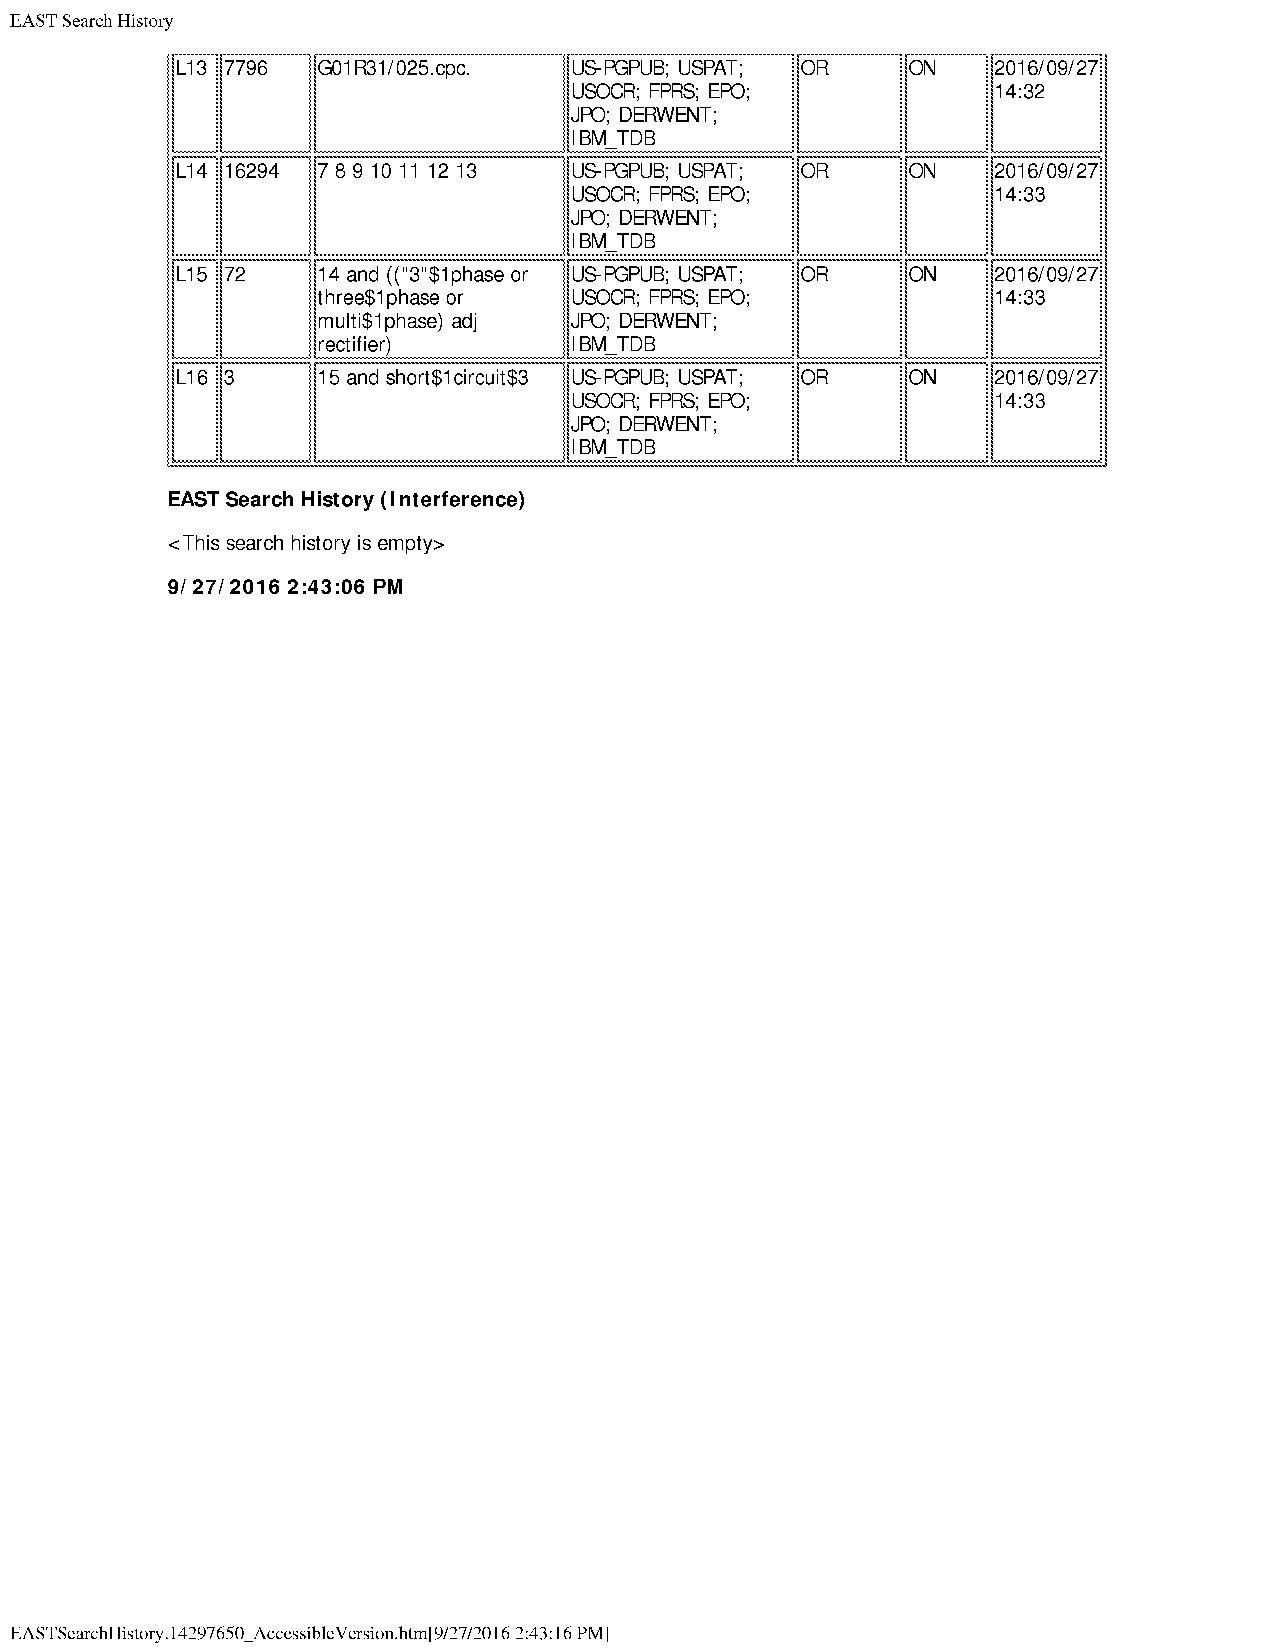 EAST Search History
L13 7796 G01R31/025.cpc. US-PGPUB; USPAT; OR ON 2016/09/27
USOCR; FPRS; EPO; 14:32
JPO; DERWENT;
IBM_TDB
L14 16294 7 8 9 10 11 12 13 US-PGPUB; USPAT; OR ON 2016/09/27
USOCR; FPRS; EPO; 14:33
JPO; DERWENT;
IBM_TDB
L15 72 14 and (("3"$1phase or US-PGPUB; USPAT; OR ON 2016/09/27
three$1phase or USOCR; FPRS; EPO; 14:33
multi$1phase) adj JPO; DERWENT;
rectifier) IBM_TDB
L16 3 15 and short$1circuit$3 US-PGPUB; USPAT; OR ON 2016/09/27
USOCR; FPRS; EPO; 14:33
JPO; DERWENT;
IBM_TDB
EAST Search History (Interference)
<This search history is empty>
9/27/2016 2:43:06 PM
EASTSearchHistory.14297650_AccessibleVersion.htm[9/27/2016 2:43:16 PM]